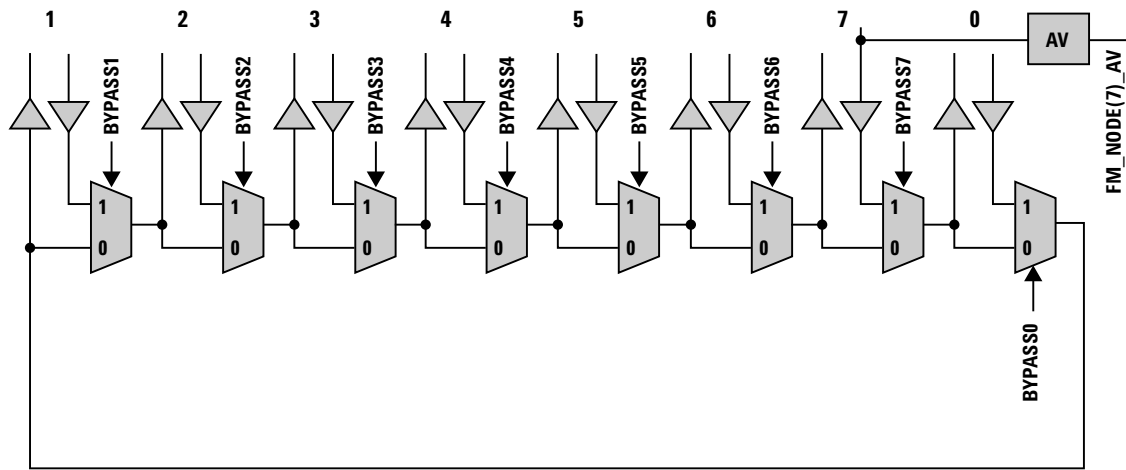 1 2 3 4 5 6 7 0
AV
FM_NODE(7)_AV
BYPASS1
BYPASS2
BYPASS3
BYPASS4
BYPASS5
BYPASS6
BYPASS7
1 1 1 1 1 1 1 1
0 0 0 0 0 0 0 0
BYPASS0